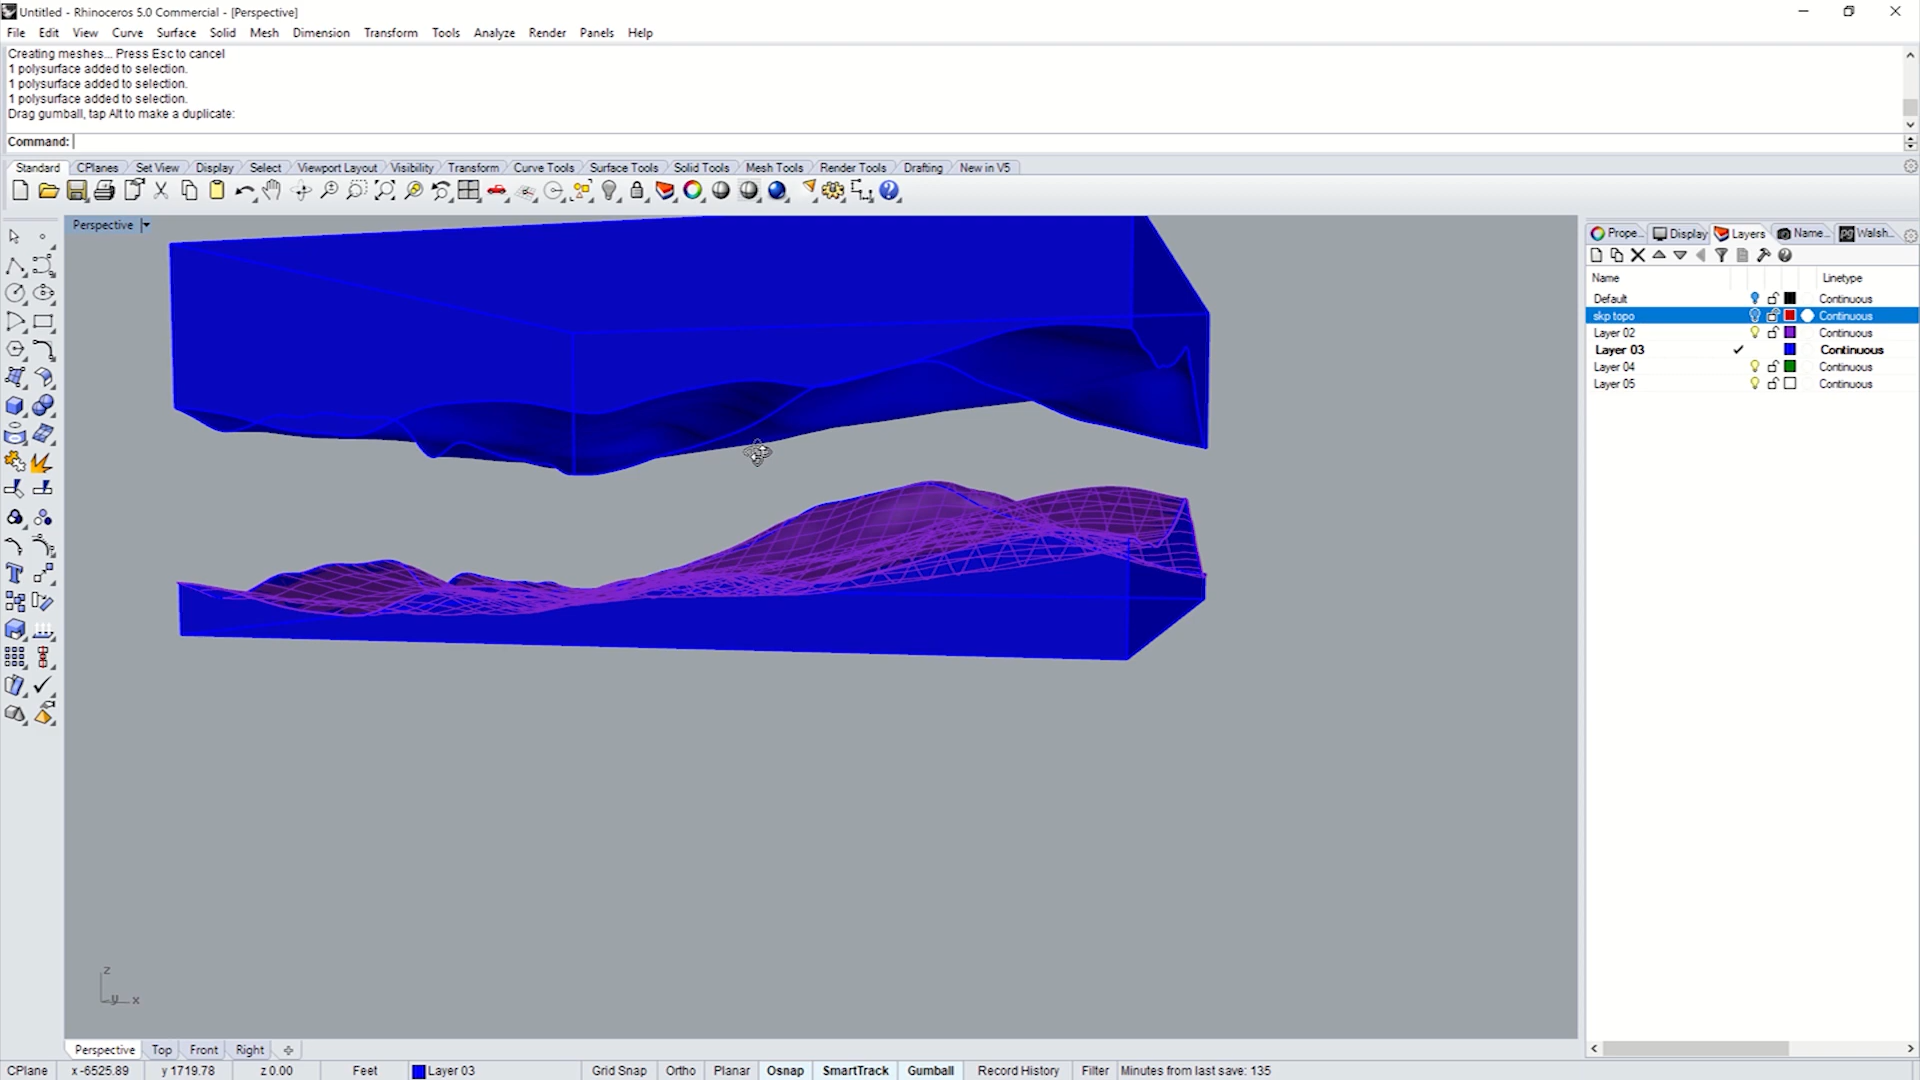 Untitled - Rhinoceros 5.0 Commercial - [Perspective]
File Edit View Curve Surface Solid Mesh Dimension Transform Tools Analyze Render Panels Help
Creating meshes... Press Esc to cancel
1 polysurface added to selection.
1 polysurface added to selection.
1 polysurface added to selection.
Drag gumball, tap Alt to make a duplicate:
Command:
Standard CPlanes Set View Display Select Viewport Layout Visibility Transform Curve Tools Surface Tools Solid Tools Mesh Tools Render Tools Drafting New in V5
Perspective
Prope... Display Layers Name... Walsh...
Name Linetype
Default Continuous
skp topo Continuous
Layer 02 Continuous
Layer 03 Continuous
Layer 04 Continuous
Layer 05 Continuous
z
y x
Perspective Top Front Right
CPlane x -6525.89 y 1719.78 z 0.00 Feet Layer 03 Grid Snap Ortho Planar Osnap SmartTrack Gumball Record History Filter Minutes from last save: 135